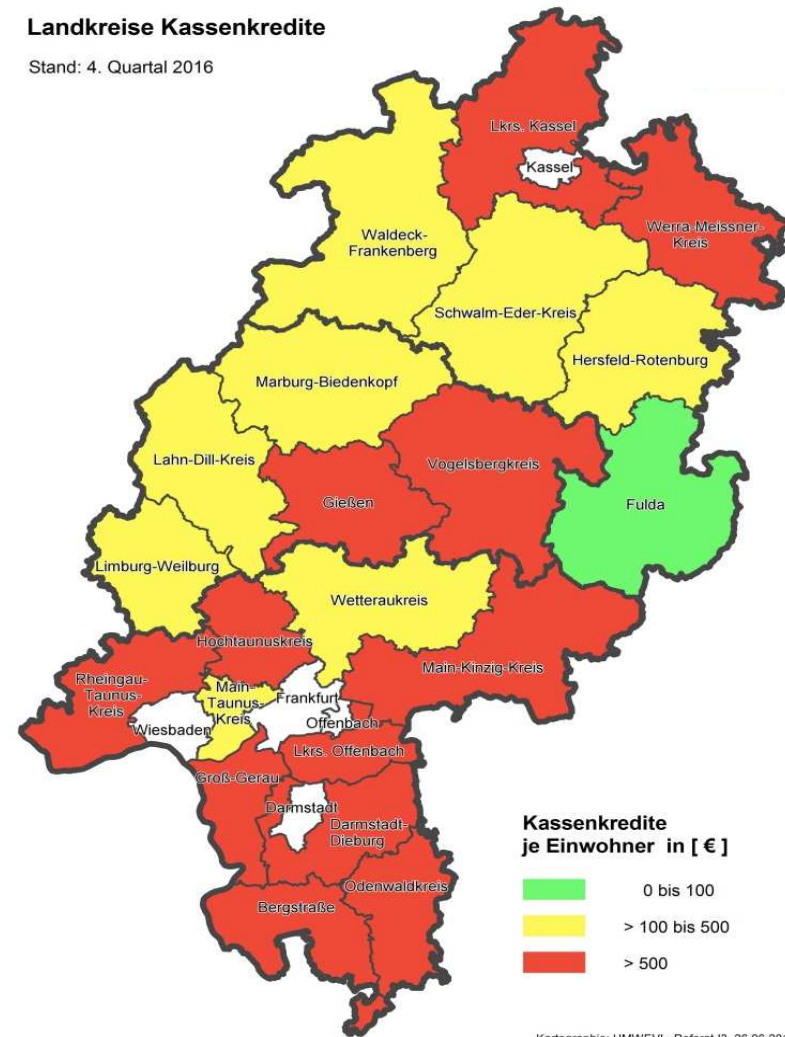 Landkreise Kassenkredite
Stand: 4. Quartal 2016
Lkrs. Kassel
Kassel
Werra-Meissner-
Kreis
Waldeck-
Frankenberg
Schwalm-Eder-Kreis
Hersfeld-Rotenburg
Marburg-Biedenkopf
Lahn-Dill-Kreis
Vogelsbergkreis
Gießen
Fulda
Limburg-Weilburg
Wetteraukreis
Hochtaunuskreis
Main-Kinzig-Kreis
Rheingau-
Taunus-
Kreis
Main-
Taunus-
Kreis
Frankfurt
Wiesbaden
Offenbach
Lkrs. Offenbach
Groß-Gerau
Darmstadt
Darmstadt-
Dieburg
Odenwaldkreis
Bergstraße
Kassenkredite
je Einwohner in [ € ]
0 bis 100
> 100 bis 500
> 500